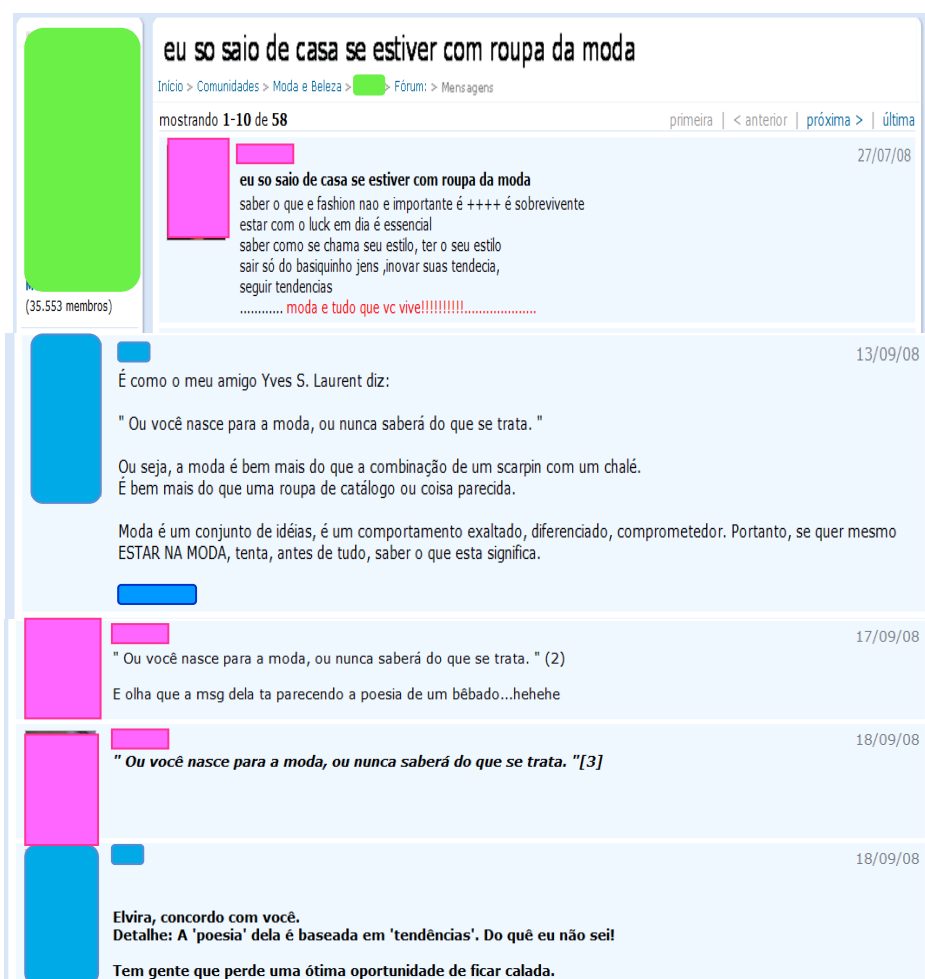 eu so saio de casa se estiver com roupa da moda
Início > Comunidades > Moda e Beleza > > Fórum: > Mensagens
mostrando 1-10 de 58 primeira | < anterior | próxima > | última
27/07/08
eu so saio de casa se estiver com roupa da moda
saber o que e fashion nao e importante é ++++ é sobrevivente
estar com o luck em dia é essencial
saber como se chama seu estilo, ter o seu estilo
sair só do basiquinho jens ,inovar suas tendecia,
seguir tendencias
............ moda e tudo que vc vive!!!!!!!!!!....................
(35.553 membros)
13/09/08
É como o meu amigo Yves S. Laurent diz:
" Ou você nasce para a moda, ou nunca saberá do que se trata. "
Ou seja, a moda é bem mais do que a combinação de um scarpin com um chalé.
É bem mais do que uma roupa de catálogo ou coisa parecida.
Moda é um conjunto de idéias, é um comportamento exaltado, diferenciado, comprometedor. Portanto, se quer mesmo
ESTAR NA MODA, tenta, antes de tudo, saber o que esta significa.
17/09/08
" Ou você nasce para a moda, ou nunca saberá do que se trata. " (2)
E olha que a msg dela ta parecendo a poesia de um bêbado...hehehe
18/09/08
" Ou você nasce para a moda, ou nunca saberá do que se trata. "[3]
18/09/08
Elvira, concordo com você.
Detalhe: A 'poesia' dela é baseada em 'tendências'. Do quê eu não sei!
Tem gente que perde uma ótima oportunidade de ficar calada.